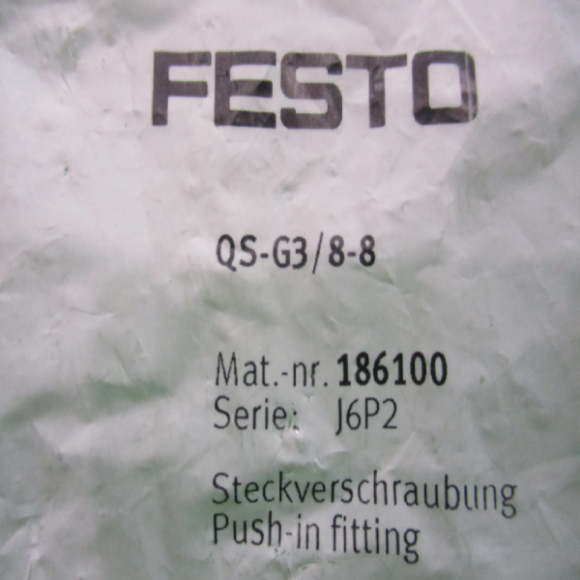 FESTO
QS-G3/8-8
Mat.-nr. 186100
Serie: J6P2
Steckverschraubung
Push-in fitting